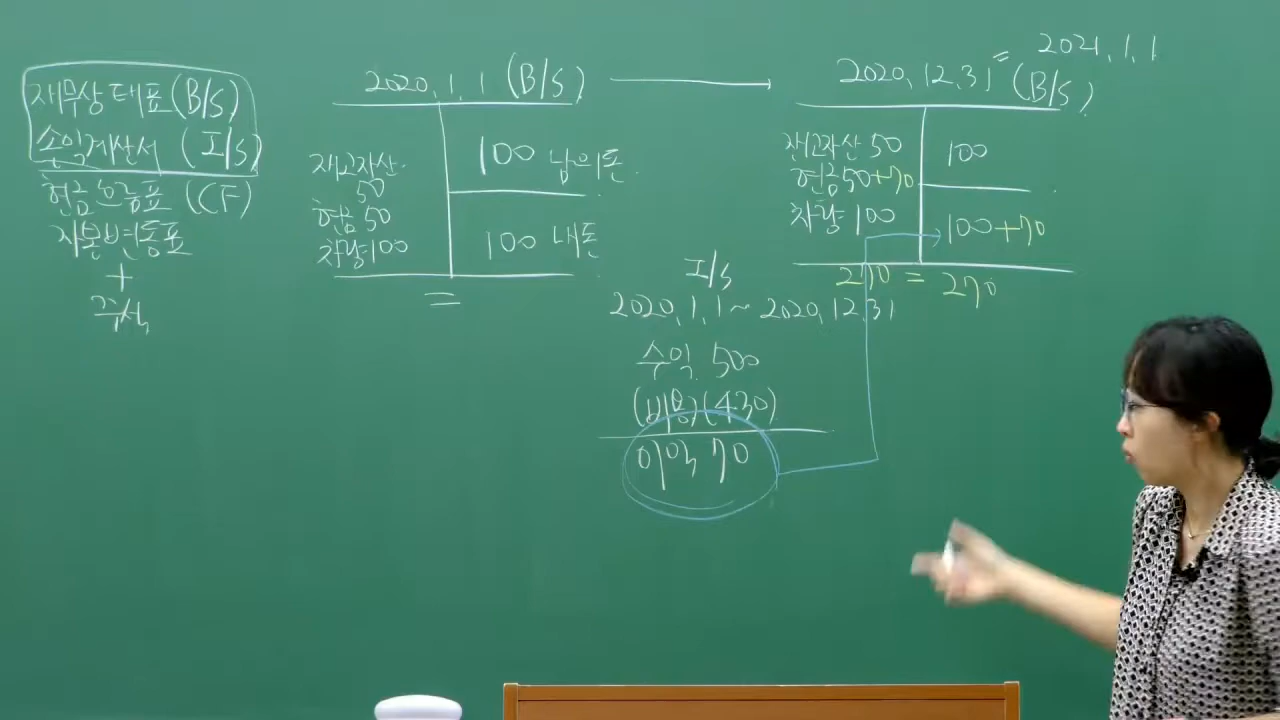 재무상태표(B/S)
손익계산서 (I/S)
현금흐름표 (CF)
자본변동표
+
주석
2020.1.1 (B/S)
재고자산
50
현금 50
차량 100
100 남의돈
100 내돈
=
2020.12.31 (B/S)
= 2021.1.1
재고자산 50
현금50+70
차량 100
100
100+70
270 = 270
I/S
2020.1.1 ~ 2020.12.31
수익 500
(비용)(430)
이익 70